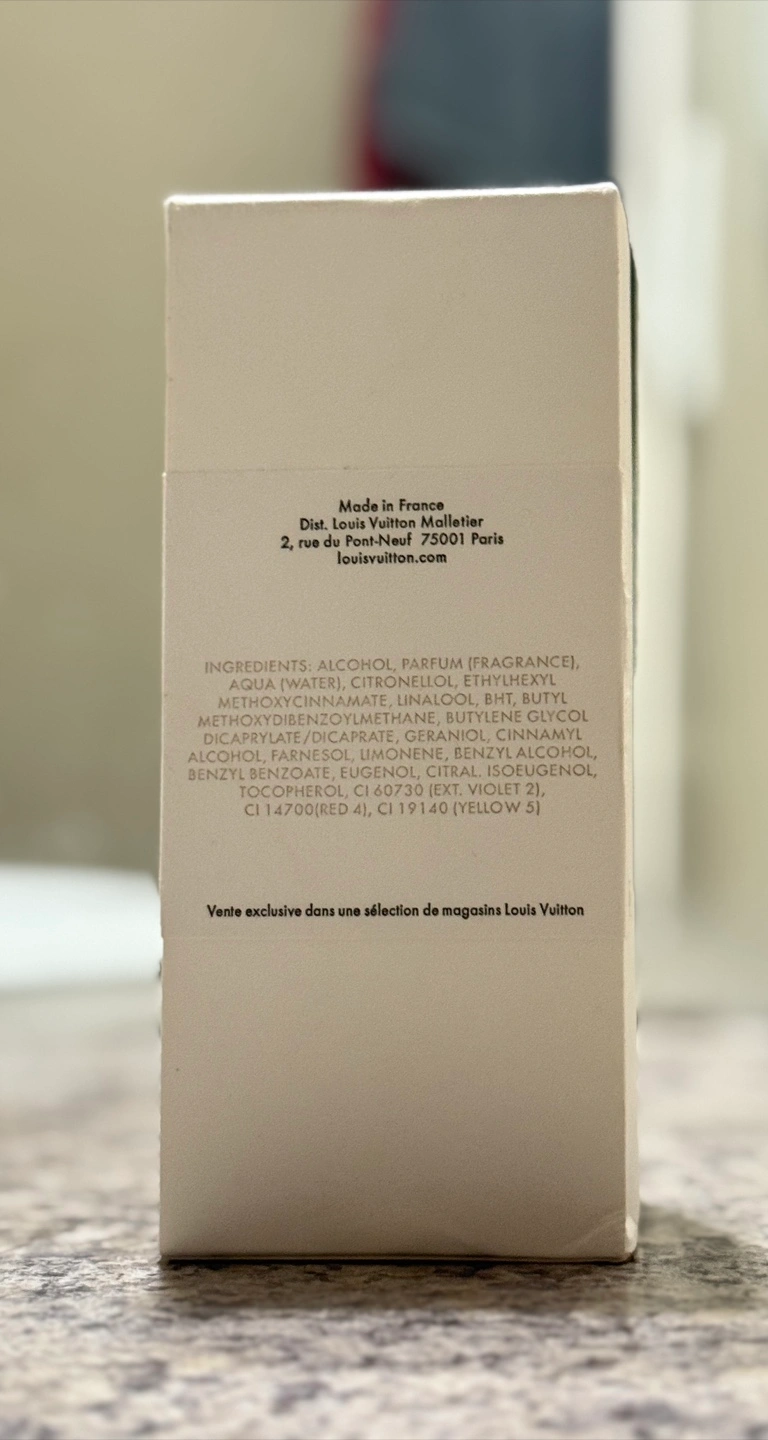 Made in France
Dist. Louis Vuitton Malletier
2, rue du Pont-Neuf 75001 Paris
louisvuitton.com
INGREDIENTS: ALCOHOL, PARFUM (FRAGRANCE),
AQUA (WATER), CITRONELLOL, ETHYLHEXYL
METHOXYCINNAMATE, LINALOOL, BHT, BUTYL
METHOXYDIBENZOYLMETHANE, BUTYLENE GLYCOL
DICAPRYLATE/DICAPRATE, GERANIOL, CINNAMYL
ALCOHOL, FARNESOL, LIMONENE, BENZYL ALCOHOL,
BENZYL BENZOATE, EUGENOL, CITRAL, ISOEUGENOL,
TOCOPHEROL, CI 60730 (EXT. VIOLET 2),
CI 14700(RED 4), CI 19140 (YELLOW 5)
Vente exclusive dans une sélection de magasins Louis Vuitton